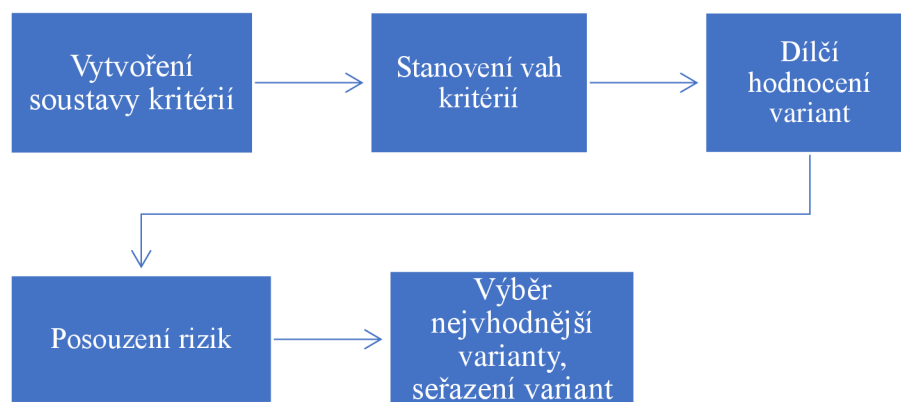 Vytvoření
soustavy kritérií
Stanovení vah
kritérií
Dílčí
hodnocení
variant
Posouzení rizik
Výběr
nejvhodnější
varianty,
seřazení variant